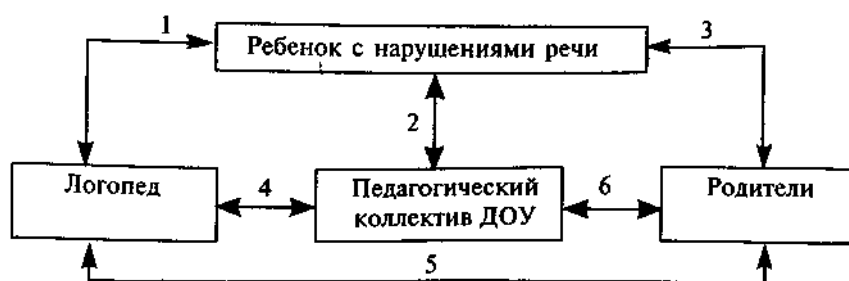 1
Ребенок с нарушениями речи
3
2
Логопед
4
Педагогический
коллектив ДОУ
6
Родители
5